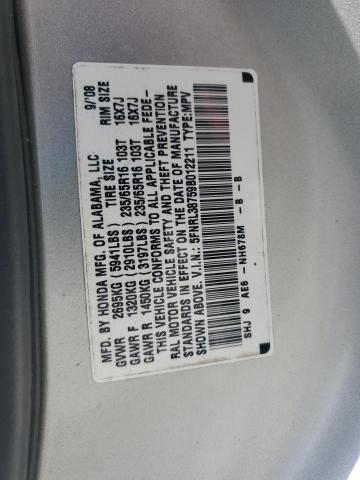 MFD. BY HONDA MFG. OF ALABAMA, LLC 9/'08
GVWR 2695KG (5941LBS) TIRE SIZE RIM SIZE
GAWR F 1320KG (2910LBS) 235/65R16 103T 16X7J
GAWR R 1450KG (3197LBS) 235/65R16 103T 16X7J
THIS VEHICLE CONFORMS TO ALL APPLICABLE FEDE-
RAL MOTOR VEHICLE SAFETY AND THEFT PREVENTION
STANDARDS IN EFFECT ON THE DATE OF MANUFACTURE
SHOWN ABOVE. V.I.N.: 5FNRL38759B012211 TYPE:MPV
SHJ 9 AE6 -NH678M - B - B